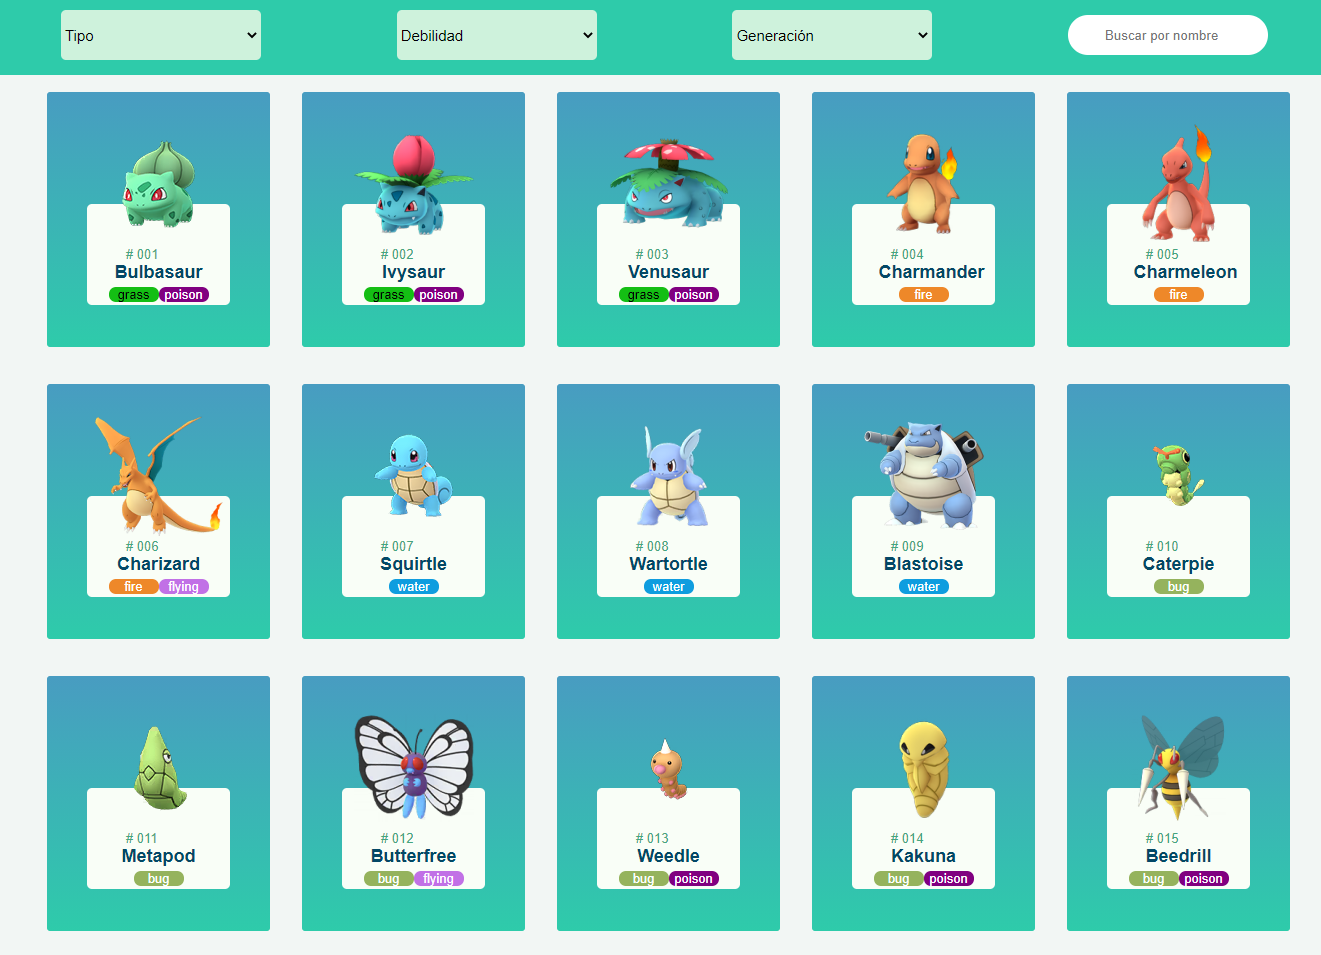 Tipo Debilidad Generación Buscar por nombre
# 001 # 002 # 003 # 004 # 005
Bulbasaur Ivysaur Venusaur Charmander Charmeleon
grass poison grass poison grass poison fire fire
# 006 # 007 # 008 # 009 # 010
Charizard Squirtle Wartortle Blastoise Caterpie
fire flying water water water bug
# 011 # 012 # 013 # 014 # 015
Metapod Butterfree Weedle Kakuna Beedrill
bug bug flying bug poison bug poison bug poison